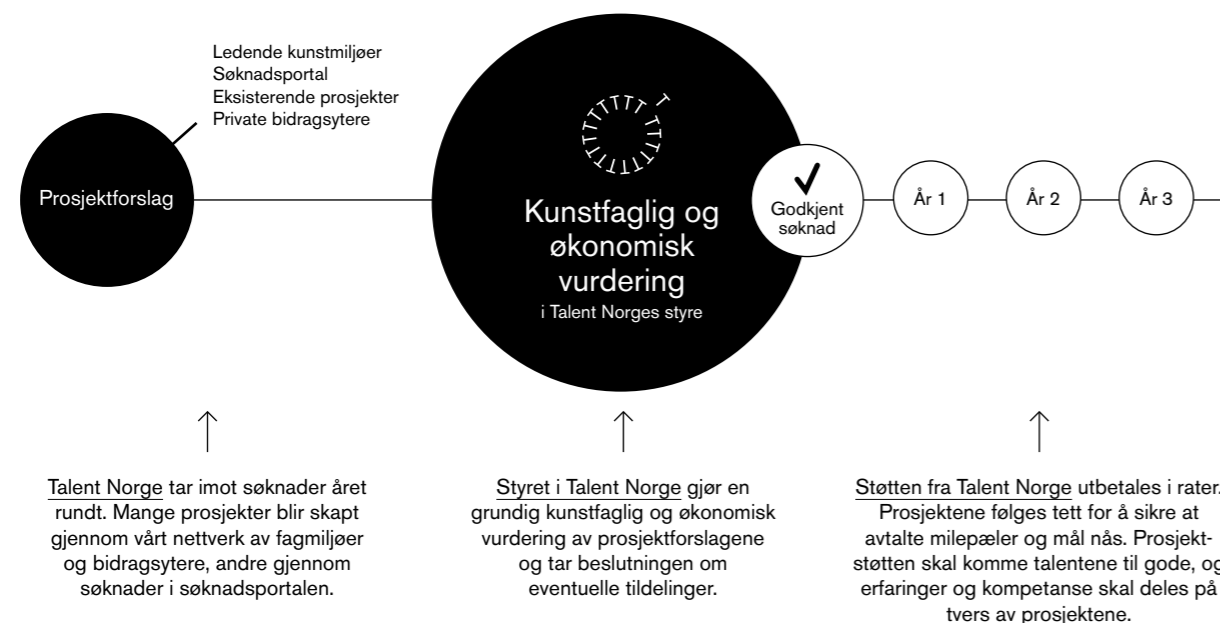 Ledende kunstmiljøer
Søknadsportal
Eksisterende prosjekter
Private bidragsytere
Prosjektforslag
Kunstfaglig og
økonomisk
vurdering
i Talent Norges styre
Godkjent
søknad
År 1
År 2
År 3
Talent Norge tar imot søknader året
rundt. Mange prosjekter blir skapt
gjennom vårt nettverk av fagmiljøer
og bidragsytere, andre gjennom
søknader i søknadsportalen.
Styret i Talent Norge gjør en
grundig kunstfaglig og økonomisk
vurdering av prosjektforslagene
og tar beslutningen om
eventuelle tildelinger.
Støtten fra Talent Norge utbetales i rater.
Prosjektene følges tett for å sikre at
avtalte milepæler og mål nås. Prosjekt-
støtten skal komme talentene til gode, og
erfaringer og kompetanse skal deles på
tvers av prosjektene.